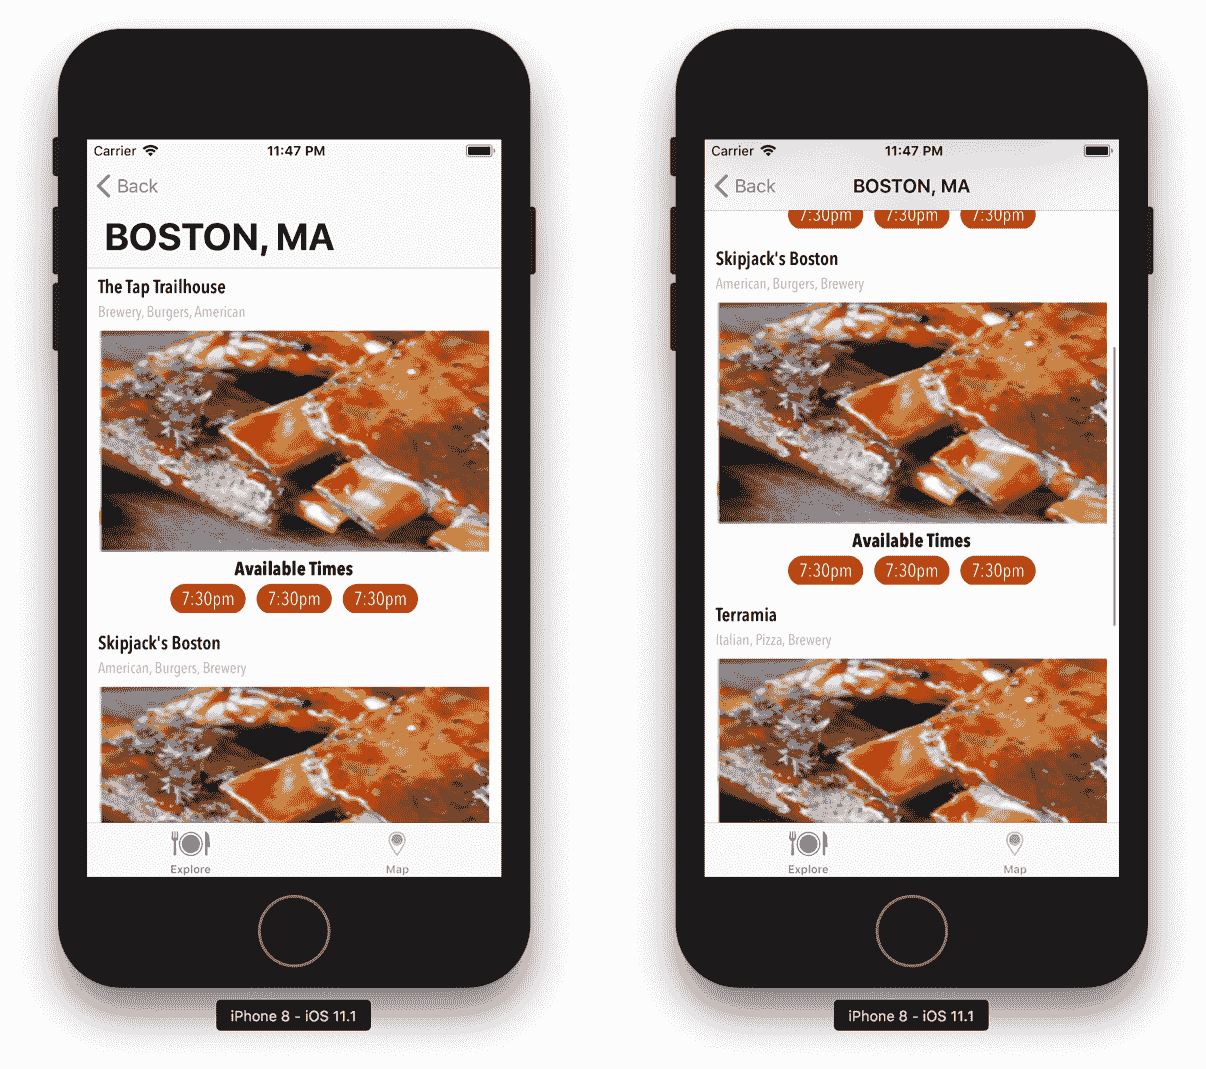 Carrier 11:47 PM
Back
BOSTON, MA
The Tap Trailhouse
Brewery, Burgers, American
Available Times
7:30pm 7:30pm 7:30pm
Skipjack's Boston
American, Burgers, Brewery
Explore Map
iPhone 8 - iOS 11.1
Carrier 11:47 PM
Back BOSTON, MA
7:30pm 7:30pm 7:30pm
Skipjack's Boston
American, Burgers, Brewery
Available Times
7:30pm 7:30pm 7:30pm
Terramia
Italian, Pizza, Brewery
Explore Map
iPhone 8 - iOS 11.1